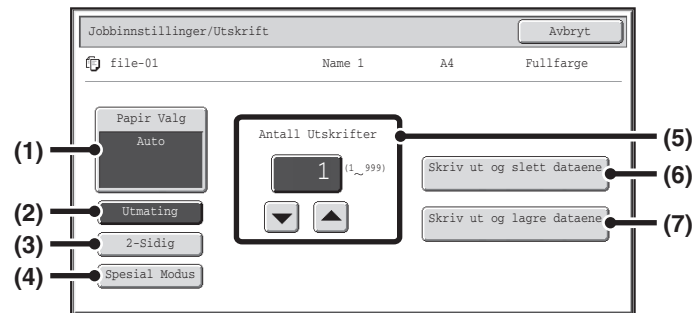 Jobbinnstillinger/Utskrift Avbryt
file-01 Name 1 A4 Fullfarge
Papir Valg
Auto
Antall Utskrifter
1 (1~999)
Utmating
2-Sidig
Spesial Modus
Skriv ut og slett dataene
Skriv ut og lagre dataene
(1)
(2)
(3)
(4)
(5)
(6)
(7)